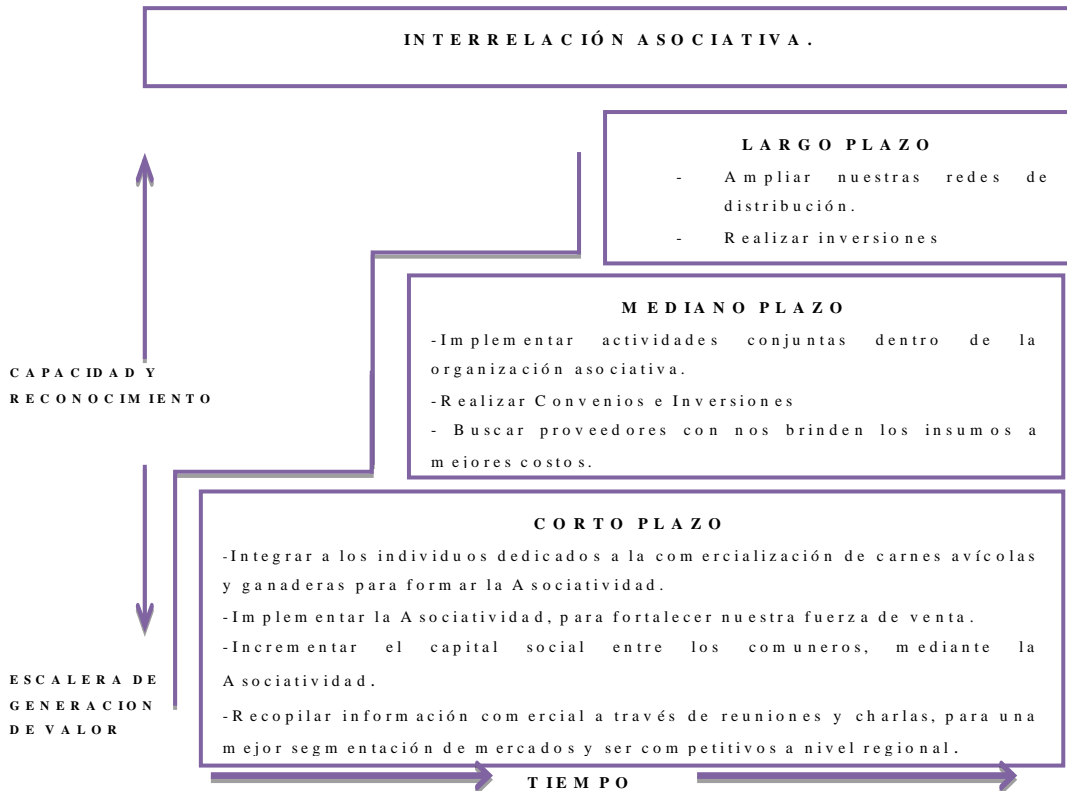 INTERRELACIÓN ASOCIATIVA.
LARGO PLAZO
- Ampliar nuestras redes de
distribución.
- Realizar inversiones
MEDIANO PLAZO
-Implementar actividades conjuntas dentro de la
organización asociativa.
-Realizar Convenios e Inversiones
- Buscar proveedores con nos brinden los insumos a
mejores costos.
CAPACIDAD Y
RECONOCIMIENTO
CORTO PLAZO
-Integrar a los individuos dedicados a la comercialización de carnes avícolas
y ganaderas para formar la Asociatividad.
-Implementar la Asociatividad, para fortalecer nuestra fuerza de venta.
-Incrementar el capital social entre los comuneros, mediante la
Asociatividad.
-Recopilar información comercial a través de reuniones y charlas, para una
mejor segmentación de mercados y ser competitivos a nivel regional.
ESCALERA DE
GENERACION
DE VALOR
TIEMPO